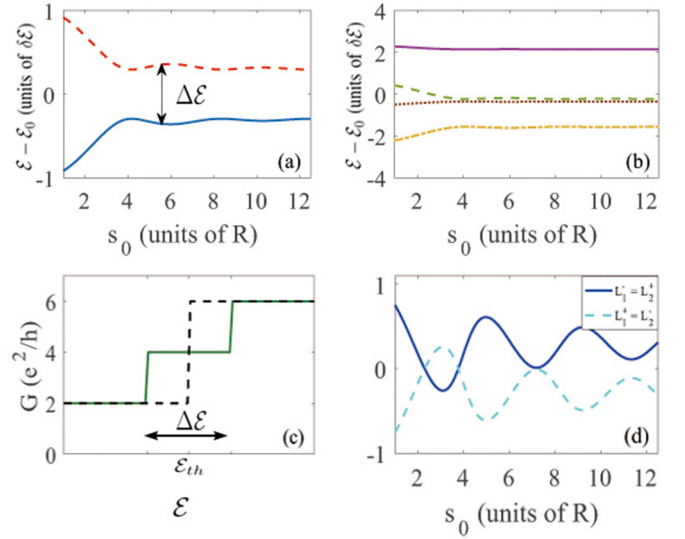 1
0
-1
ℰ − ℰ₀ (units of δℰ)
Δℰ
(a)
2 4 6 8 10 12
s₀ (units of R)
4
2
0
-2
-4
ℰ − ℰ₀ (units of δℰ)
(b)
2 4 6 8 10 12
s₀ (units of R)
6
4
2
0
G (e²/h)
Δℰ
(c)
ℰₜₕ
ℰ
1
0
-1
L₁⁻ = L₂⁺
L₁⁺ = L₂⁻
(d)
2 4 6 8 10 12
s₀ (units of R)